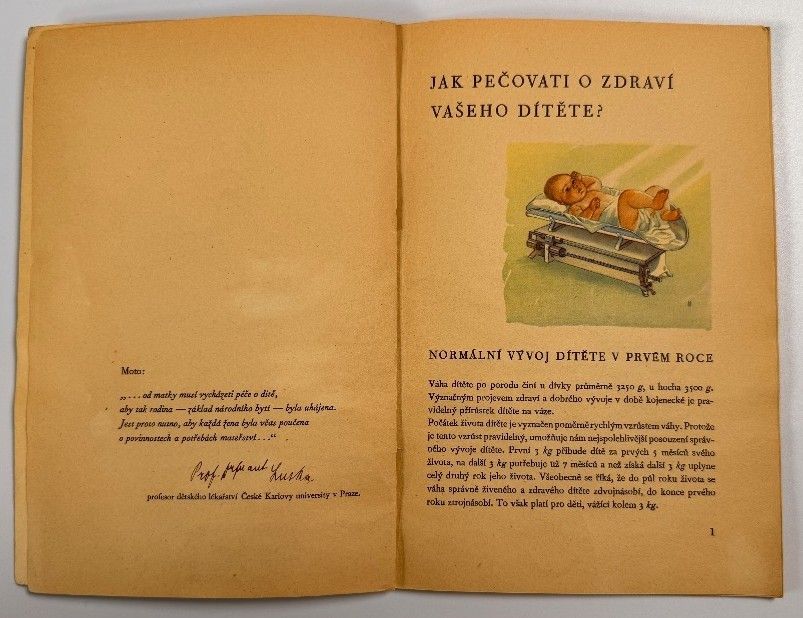 Moto:
„. . . od matky musí vycházeti péče o dítě,
aby tak rodina — základ národního bytí — byla uhájena.
Jest proto nutno, aby každá žena byla včas poučena
o povinnostech a potřebách mateřství . . .“
Prof. Luska
profesor dětského lékařství České Karlovy university v Praze.
JAK PEČOVATI O ZDRAVÍ
VAŠEHO DÍTĚTE?
NORMÁLNÍ VÝVOJ DÍTĚTE V PRVÉM ROCE
Váha dítěte po porodu činí u dívky průměrně 3250 g, u hocha 3500 g.
Význačným projevem zdraví a dobrého vývoje v době kojenecké je pra-
videlný přírůstek dítěte na váze.
Počátek života dítěte je vyznačen poměrně rychlým vzrůstem váhy. Protože
je tento vzrůst pravidelný, umožňuje nám nejspolehlivější posouzení správ-
ného vývoje dítěte. První 3 kg přibude dítě za prvých 5 měsíců svého
života, na další 3 kg potřebuje už 7 měsíců a než získá další 3 kg uplyne
celý druhý rok jeho života. Všeobecně se říká, že do půl roku života se
váha správně živeného a zdravého dítěte zdvojnásobí, do konce prvého
roku ztrojnásobí. To však platí pro děti, vážící kolem 3 kg.
1